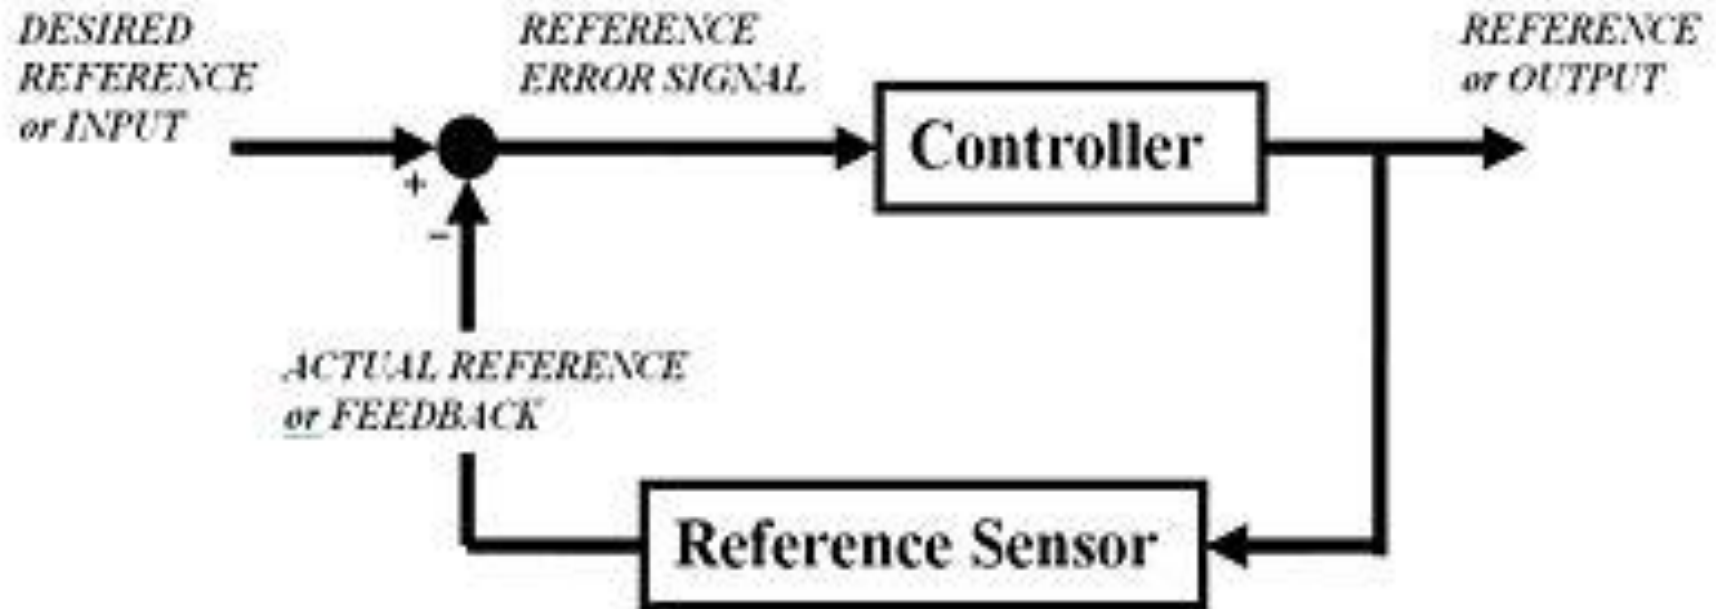 DESIRED
REFERENCE
or INPUT
REFERENCE
ERROR SIGNAL
REFERENCE
or OUTPUT
Controller
+
−
ACTUAL REFERENCE
or FEEDBACK
Reference Sensor